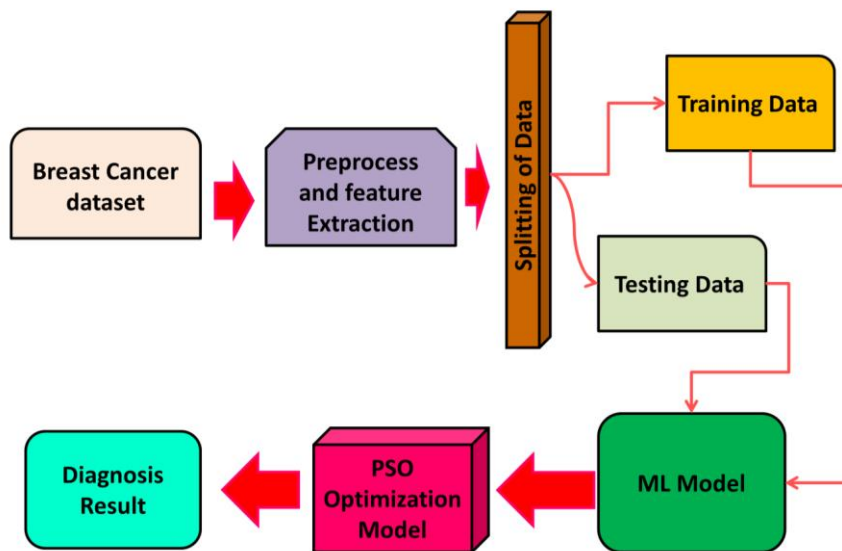 Breast Cancer
dataset
Preprocess
and feature
Extraction
Splitting of Data
Training Data
Testing Data
ML Model
PSO
Optimization
Model
Diagnosis
Result